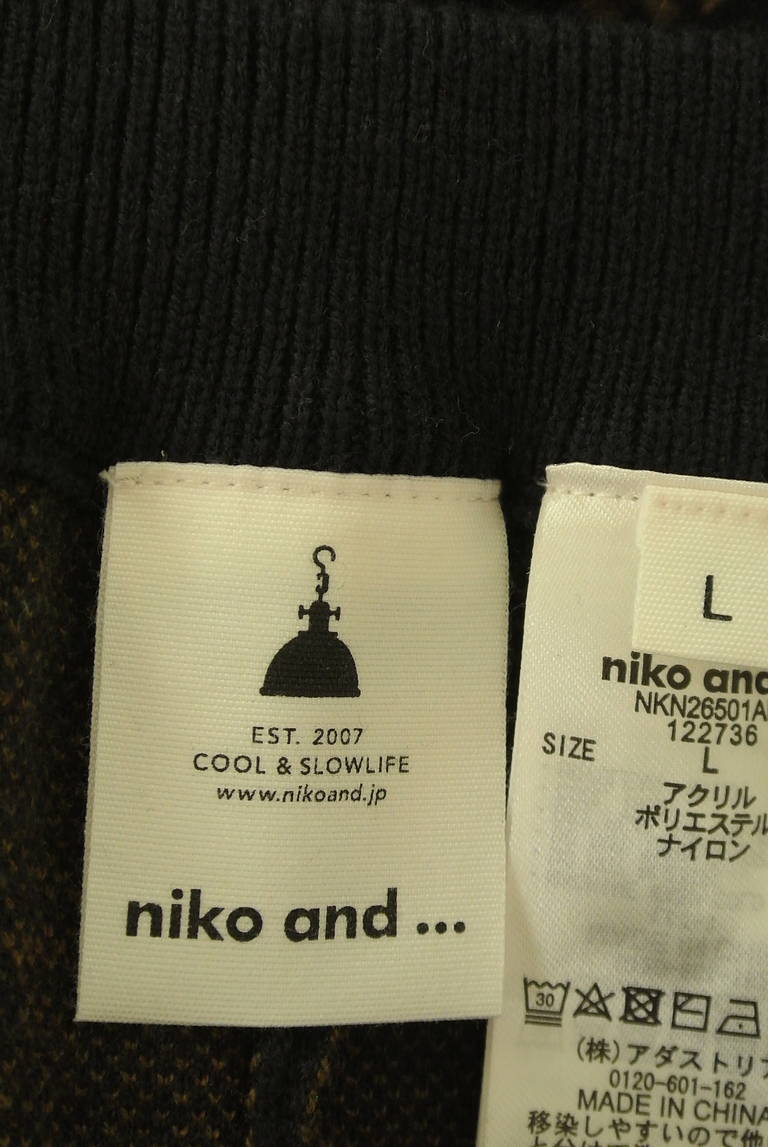 EST. 2007
COOL & SLOWLIFE
www.nikoand.jp
niko and ...
L
niko and
NKN26501A
122736
SIZE L
アクリル
ポリエステル
ナイロン
30
(株)アダストリア
0120-601-162
MADE IN CHINA
移染しやすいので他